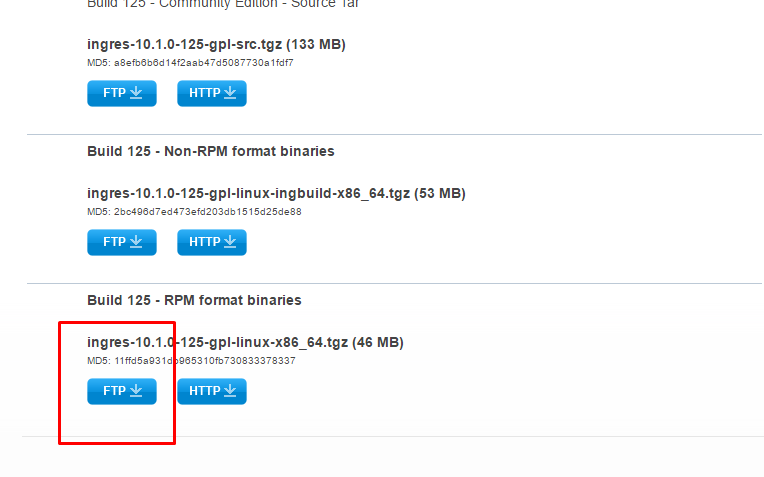 Build 125 - Community Edition - Source Tar
ingres-10.1.0-125-gpl-src.tgz (133 MB)
MD5: a8efb6b6d14f2aab47d5087730a1fdf7
FTP HTTP
Build 125 - Non-RPM format binaries
ingres-10.1.0-125-gpl-linux-ingbuild-x86_64.tgz (53 MB)
MD5: 2bc496d7ed473efd203db1515d25de88
FTP HTTP
Build 125 - RPM format binaries
ingres-10.1.0-125-gpl-linux-x86_64.tgz (46 MB)
MD5: 11ffd5a931db965310fb730833378337
FTP HTTP